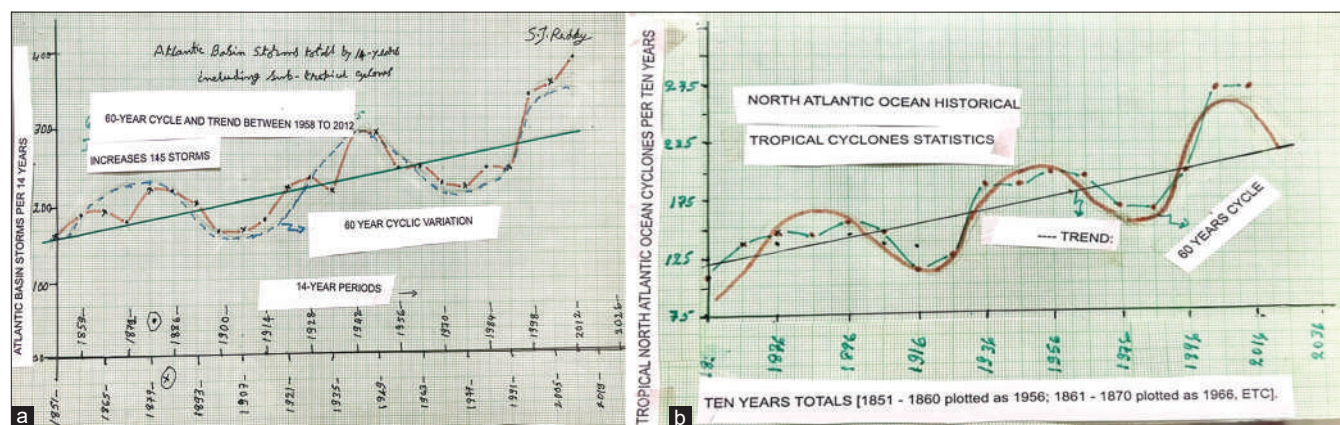 ATLANTIC BASIN STORMS PER 14 YEARS
S.J. Reddy
Atlantic Basin Storms totals by 14-years
including sub-tropical cyclones
60-YEAR CYCLE AND TREND BETWEEN 1958 TO 2012
INCREASES 145 STORMS
60 YEAR CYCLIC VARIATION
14-YEAR PERIODS →
400
300
200
100
00
1858- 1872- 1886- 1900- 1914- 1928- 1942- 1956- 1970- 1984- 1998- 2012- 2026-
1851- 1865- 1879- 1893- 1907- 1921- 1935- 1949- 1963- 1977- 1991- 2005- 2019-
a
TROPICAL NORTH ATLANTIC OCEAN CYCLONES PER TEN YEARS
NORTH ATLANTIC OCEAN HISTORICAL
TROPICAL CYCLONES STATISTICS
---- TREND:
60 YEARS CYCLE
275
225
175
125
75
1876 1896 1916 1936 1956 1976 1996 2016 2036
TEN YEARS TOTALS [1851 - 1860 plotted as 1956; 1861 - 1870 plotted as 1966, ETC].
b